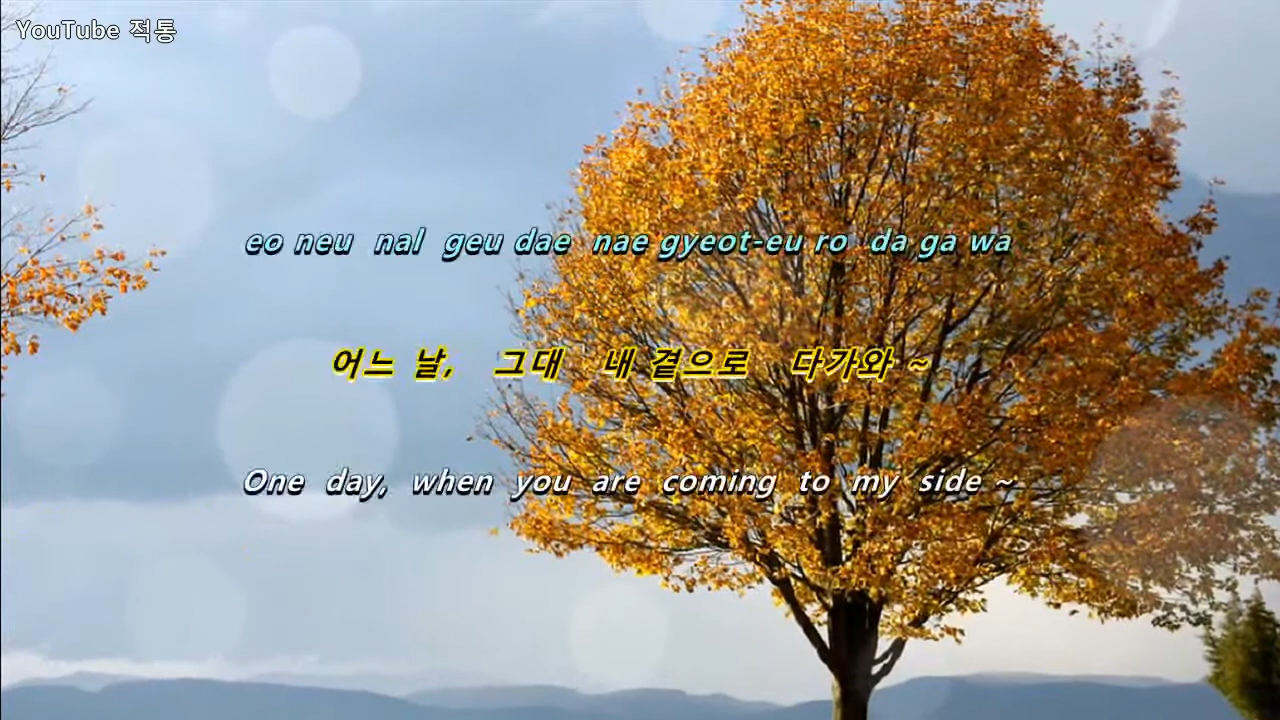 YouTube 적통
eo neu nal geu dae nae gyeot-eu ro da ga wa
어느 날, 그대 내 곁으로 다가와 ~
One day, when you are coming to my side ~